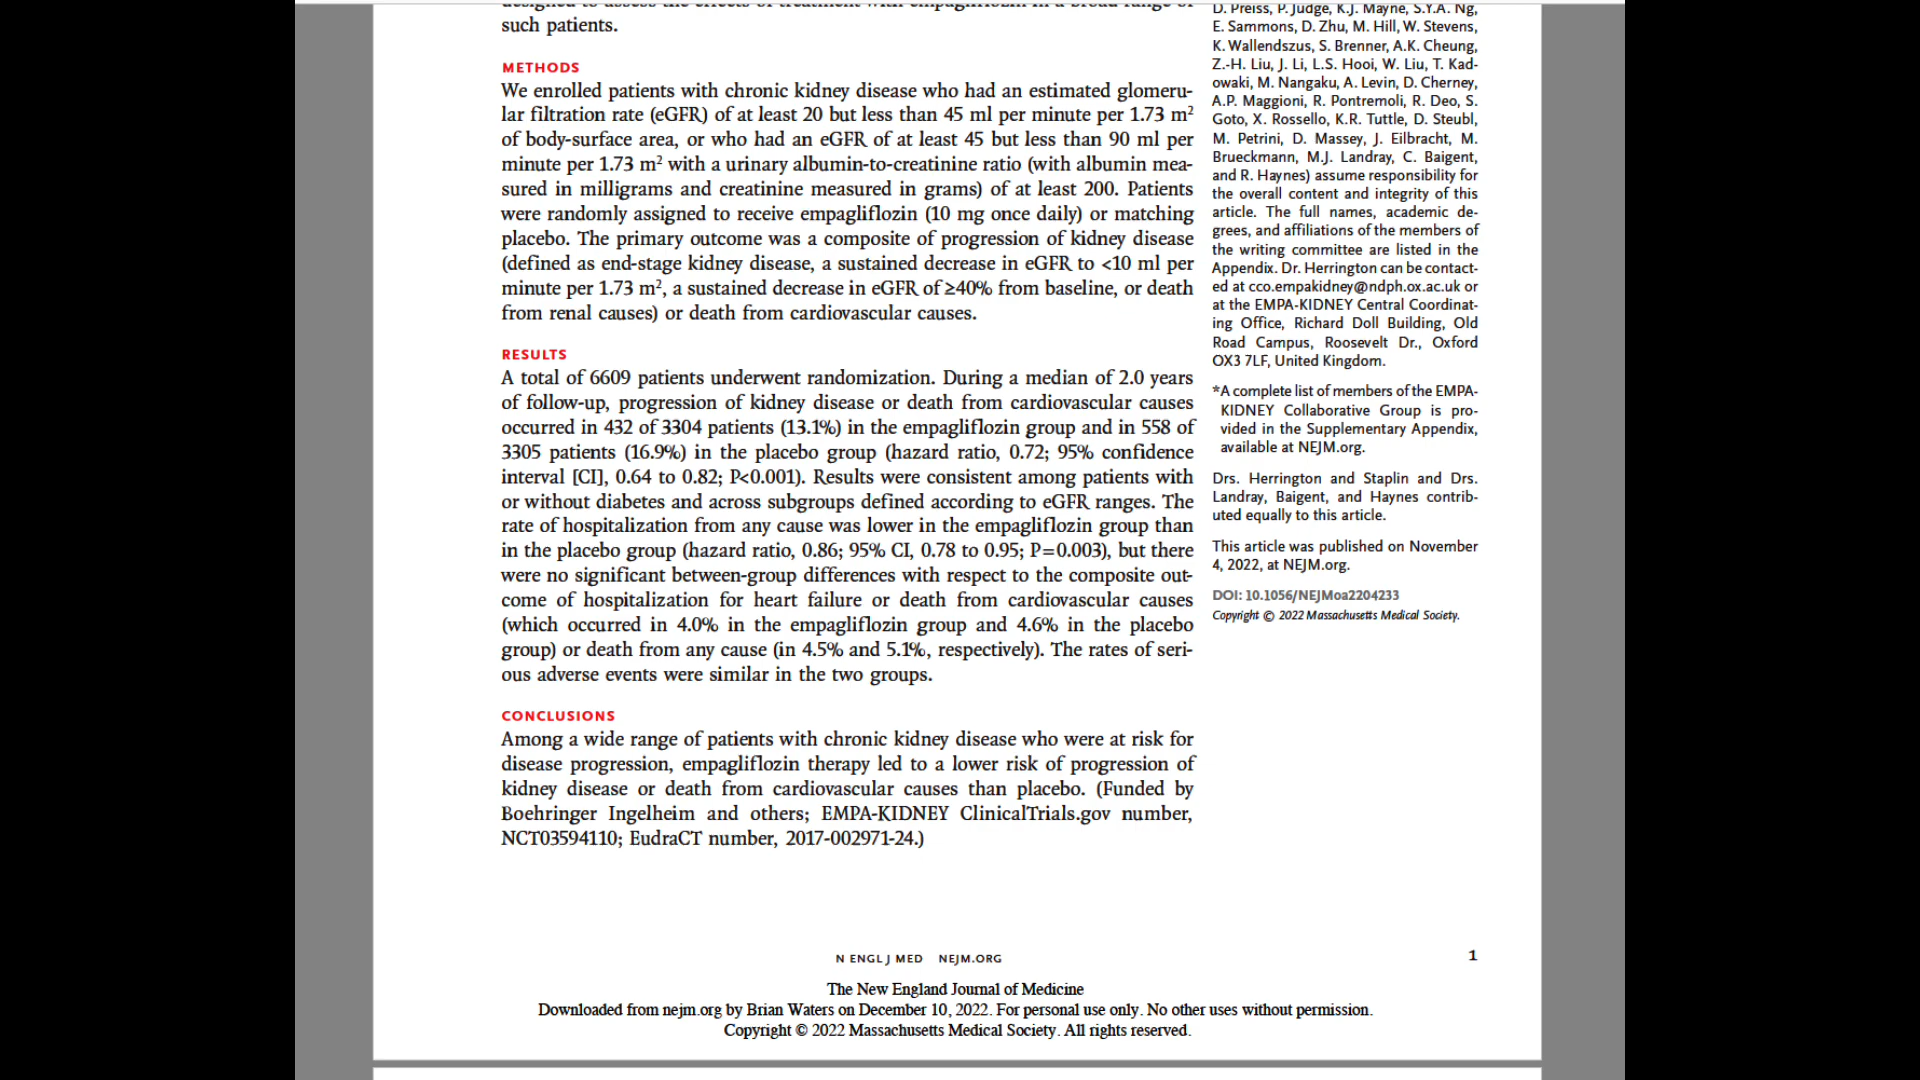 such patients.
METHODS
We enrolled patients with chronic kidney disease who had an estimated glomeru-
lar filtration rate (eGFR) of at least 20 but less than 45 ml per minute per 1.73 m²
of body-surface area, or who had an eGFR of at least 45 but less than 90 ml per
minute per 1.73 m² with a urinary albumin-to-creatinine ratio (with albumin mea-
sured in milligrams and creatinine measured in grams) of at least 200. Patients
were randomly assigned to receive empagliflozin (10 mg once daily) or matching
placebo. The primary outcome was a composite of progression of kidney disease
(defined as end-stage kidney disease, a sustained decrease in eGFR to <10 ml per
minute per 1.73 m², a sustained decrease in eGFR of ≥40% from baseline, or death
from renal causes) or death from cardiovascular causes.
RESULTS
A total of 6609 patients underwent randomization. During a median of 2.0 years
of follow-up, progression of kidney disease or death from cardiovascular causes
occurred in 432 of 3304 patients (13.1%) in the empagliflozin group and in 558 of
3305 patients (16.9%) in the placebo group (hazard ratio, 0.72; 95% confidence
interval [CI], 0.64 to 0.82; P<0.001). Results were consistent among patients with
or without diabetes and across subgroups defined according to eGFR ranges. The
rate of hospitalization from any cause was lower in the empagliflozin group than
in the placebo group (hazard ratio, 0.86; 95% CI, 0.78 to 0.95; P=0.003), but there
were no significant between-group differences with respect to the composite out-
come of hospitalization for heart failure or death from cardiovascular causes
(which occurred in 4.0% in the empagliflozin group and 4.6% in the placebo
group) or death from any cause (in 4.5% and 5.1%, respectively). The rates of seri-
ous adverse events were similar in the two groups.
CONCLUSIONS
Among a wide range of patients with chronic kidney disease who were at risk for
disease progression, empagliflozin therapy led to a lower risk of progression of
kidney disease or death from cardiovascular causes than placebo. (Funded by
Boehringer Ingelheim and others; EMPA-KIDNEY ClinicalTrials.gov number,
NCT03594110; EudraCT number, 2017-002971-24.)
D. Preiss, P. Judge, K.J. Mayne, S.Y.A. Ng,
E. Sammons, D. Zhu, M. Hill, W. Stevens,
K. Wallendszus, S. Brenner, A.K. Cheung,
Z.-H. Liu, J. Li, L.S. Hooi, W. Liu, T. Kad-
owaki, M. Nangaku, A. Levin, D. Cherney,
A.P. Maggioni, R. Pontremoli, R. Deo, S.
Goto, X. Rossello, K.R. Tuttle, D. Steubl,
M. Petrini, D. Massey, J. Eilbracht, M.
Brueckmann, M.J. Landray, C. Baigent,
and R. Haynes) assume responsibility for
the overall content and integrity of this
article. The full names, academic de-
grees, and affiliations of the members of
the writing committee are listed in the
Appendix. Dr. Herrington can be contact-
ed at cco.empakidney@ndph.ox.ac.uk or
at the EMPA-KIDNEY Central Coordinat-
ing Office, Richard Doll Building, Old
Road Campus, Roosevelt Dr., Oxford
OX3 7LF, United Kingdom.
*A complete list of members of the EMPA-
KIDNEY Collaborative Group is pro-
vided in the Supplementary Appendix,
available at NEJM.org.
Drs. Herrington and Staplin and Drs.
Landray, Baigent, and Haynes contrib-
uted equally to this article.
This article was published on November
4, 2022, at NEJM.org.
DOI: 10.1056/NEJMoa2204233
Copyright © 2022 Massachusetts Medical Society.
N ENGL J MED NEJM.ORG 1
The New England Journal of Medicine
Downloaded from nejm.org by Brian Waters on December 10, 2022. For personal use only. No other uses without permission.
Copyright © 2022 Massachusetts Medical Society. All rights reserved.